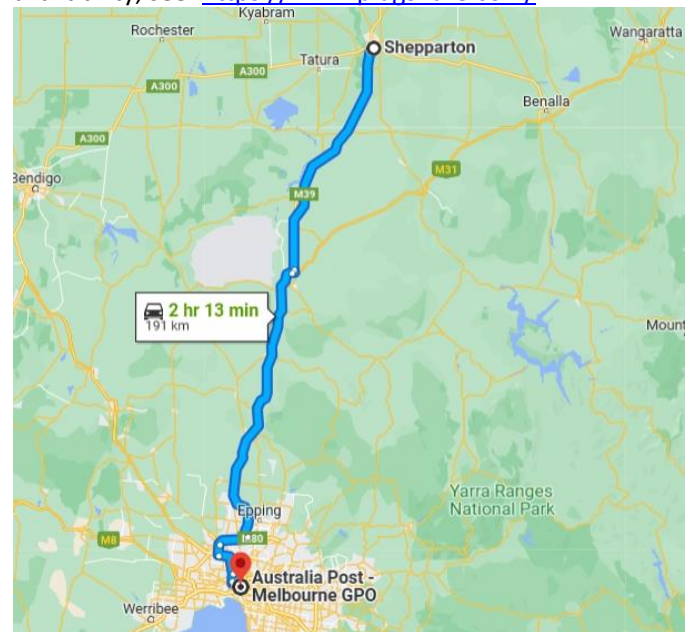 Kyabram
Rochester
Shepparton
Wangaratta
Tatura
A300
A300
Benalla
A300
M31
Bendigo
M39
2 hr 13 min
191 km
Mount
Yarra Ranges
National Park
Epping
M8
Australia Post -
Melbourne GPO
Werribee